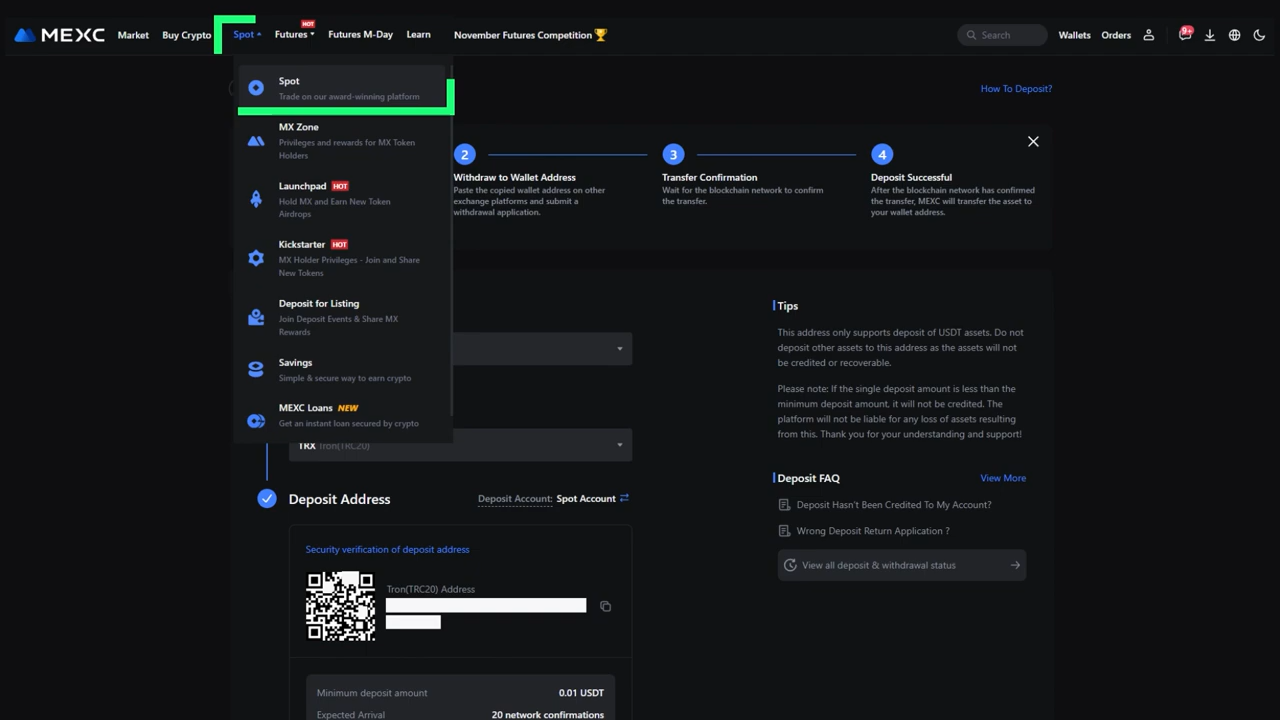 MEXC Market Buy Crypto Spot Futures HOT Futures M-Day Learn November Futures Competition Search Wallets Orders 9+
Spot
Trade on our award-winning platform
MX Zone
Privileges and rewards for MX Token
Holders
Launchpad HOT
Hold MX and Earn New Token
Airdrops
Kickstarter HOT
MX Holder Privileges - Join and Share
New Tokens
Deposit for Listing
Join Deposit Events & Share MX
Rewards
Savings
Simple & secure way to earn crypto
MEXC Loans NEW
Get an instant loan secured by crypto
How To Deposit?
2
Withdraw to Wallet Address
Paste the copied wallet address on other
exchange platforms and submit a
withdrawal application.
3
Transfer Confirmation
Wait for the blockchain network to confirm
the transfer.
4
Deposit Successful
After the blockchain network has confirmed
the transfer, MEXC will transfer the asset to
your wallet address.
TRX Tron(TRC20)
Deposit Address
Deposit Account: Spot Account
Security verification of deposit address
Tron(TRC20) Address
Minimum deposit amount 0.01 USDT
Expected Arrival 20 network confirmations
Tips
This address only supports deposit of USDT assets. Do not
deposit other assets to this address as the assets will not
be credited or recoverable.
Please note: If the single deposit amount is less than the
minimum deposit amount, it will not be credited. The
platform will not be liable for any loss of assets resulting
from this. Thank you for your understanding and support!
Deposit FAQ View More
Deposit Hasn't Been Credited To My Account?
Wrong Deposit Return Application ?
View all deposit & withdrawal status